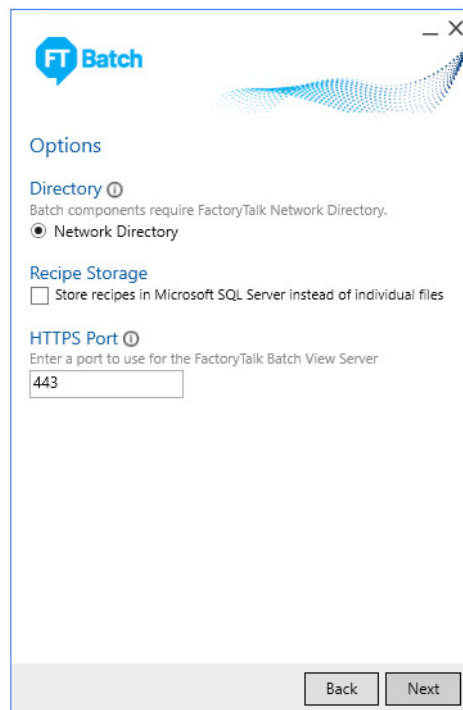 FT Batch
Options
Directory
Batch components require FactoryTalk Network Directory.
Network Directory
Recipe Storage
Store recipes in Microsoft SQL Server instead of individual files
HTTPS Port
Enter a port to use for the FactoryTalk Batch View Server
443
Back Next